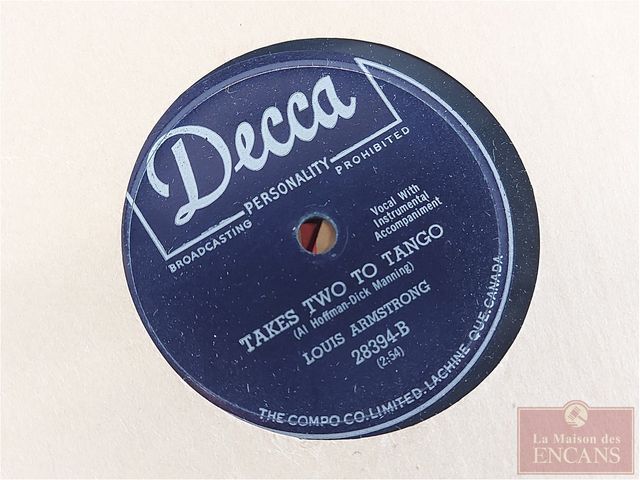 Decca
PERSONALITY
BROADCASTING PROHIBITED
Vocal With
Instrumental
Accompaniment
TAKES TWO TO TANGO
(Al Hoffman-Dick Manning)
LOUIS ARMSTRONG
28394-B
(2:54)
THE COMPO CO. LIMITED. LACHINE QUE. CANADA
La Maison des
ENCANS